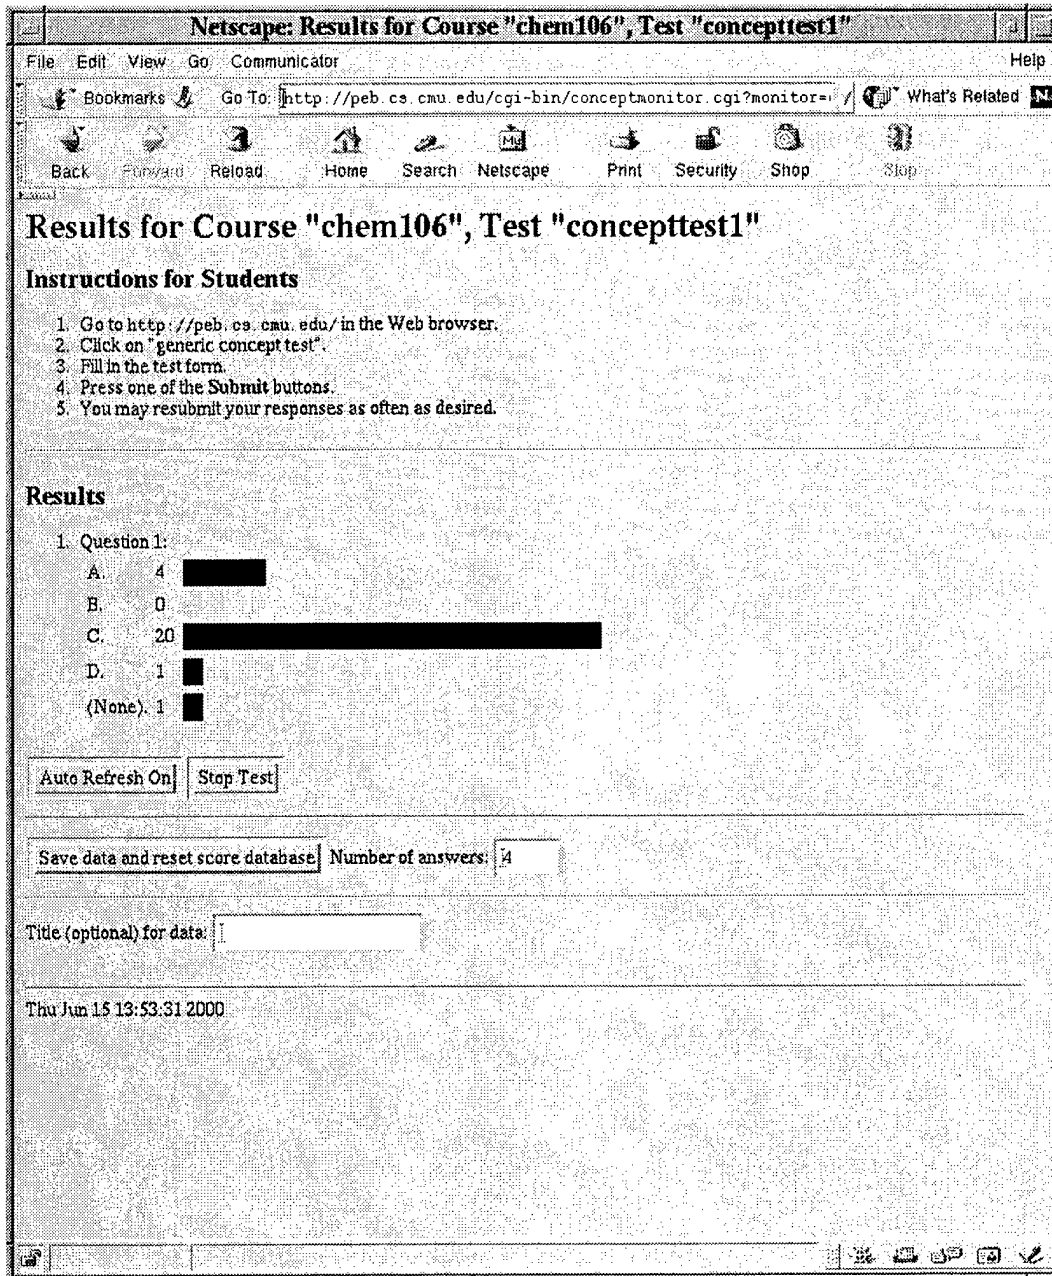 Netscape: Results for Course "chem106", Test "concepttest1"
File Edit View Go Communicator Help
Bookmarks Go To: http://peb.cs.cmu.edu/cgi-bin/conceptmonitor.cgi?monitor= What's Related N
Back Forward Reload Home Search Netscape Print Security Shop Stop
My
Results for Course "chem106", Test "concepttest1"
Instructions for Students
1. Go to http://peb.cs.cmu.edu/ in the Web browser.
2. Click on "generic concept test".
3. Fill in the test form.
4. Press one of the Submit buttons.
5. You may resubmit your responses as often as desired.
Results
1. Question 1:
A. 4
B. 0
C. 20
D. 1
(None). 1
Auto Refresh On Stop Test
Save data and reset score database Number of answers: 4
Title (optional) for data:
Thu Jun 15 13:53:31 2000